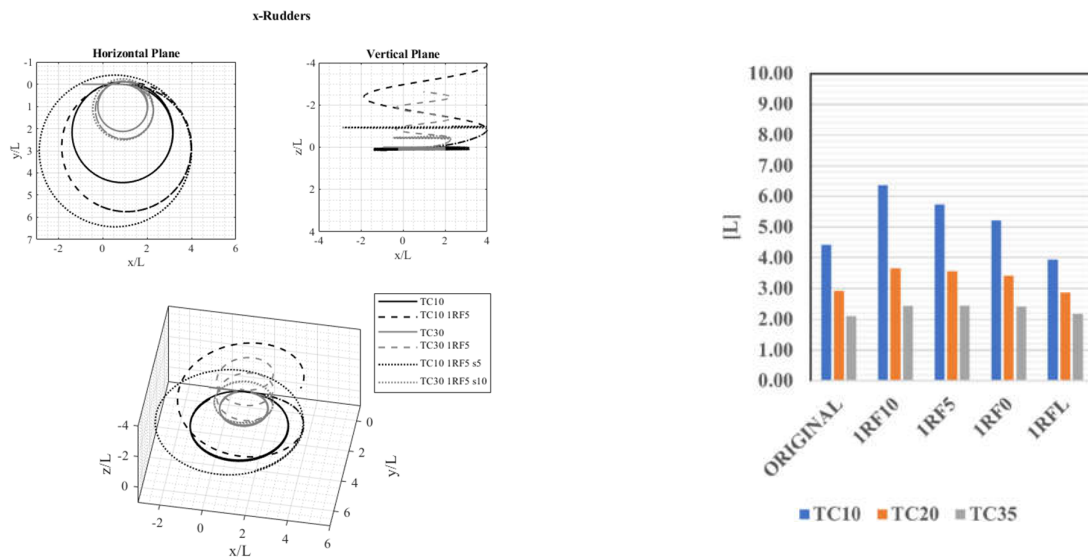 x-Rudders
Horizontal Plane
-1
0
1
2
3
4
5
6
7
y/L
-2
0
2
4
6
x/L
Vertical Plane
-4
-2
0
2
4
z/L
-4
-2
0
2
4
x/L
TC10
TC10 1RF5
TC30
TC30 1RF5
TC10 1RF5 s5
TC30 1RF5 s10
-4
-2
0
z/L
-2
0
2
4
6
x/L
0
2
4
6
y/L
10.00
9.00
8.00
7.00
6.00
5.00
4.00
3.00
2.00
1.00
0.00
[L]
ORIGINAL
1RF10
1RF5
1RF0
1RFL
TC10
TC20
TC35